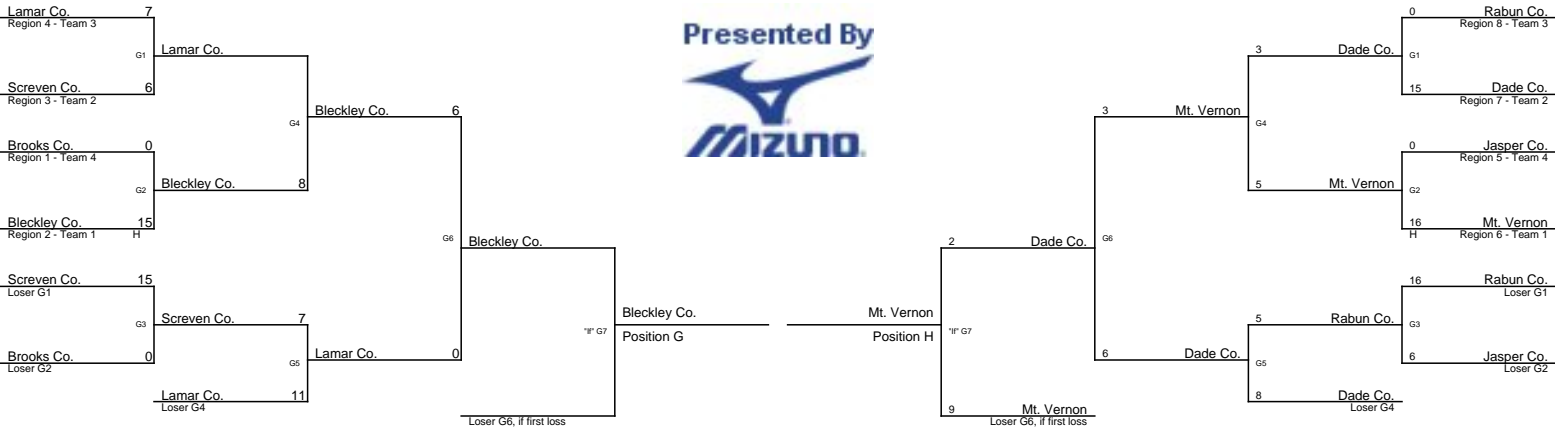 Lamar Co. 7
Region 4 - Team 3
G1
Lamar Co.
Screven Co. 6
Region 3 - Team 2
G4
Bleckley Co. 6
Brooks Co. 0
Region 1 - Team 4
G2
Bleckley Co. 8
Bleckley Co. 15
Region 2 - Team 1 H
G6
Bleckley Co.
Screven Co. 15
Loser G1
G3
Screven Co. 7
Brooks Co. 0
Loser G2
G5
Lamar Co. 0
Lamar Co. 11
Loser G4
"If" G7
Bleckley Co.
Position G
Loser G6, if first loss
Presented By
MIZUNO
0 Rabun Co.
Region 8 - Team 3
3 Dade Co.
G1
15 Dade Co.
Region 7 - Team 2
3 Mt. Vernon
G4
0 Jasper Co.
Region 5 - Team 4
5 Mt. Vernon
G2
16 Mt. Vernon
H Region 6 - Team 1
2 Dade Co.
G6
16 Rabun Co.
Loser G1
5 Rabun Co.
G3
6 Jasper Co.
Loser G2
6 Dade Co.
G5
8 Dade Co.
Loser G4
Mt. Vernon
Position H
"If" G7
9 Mt. Vernon
Loser G6, if first loss